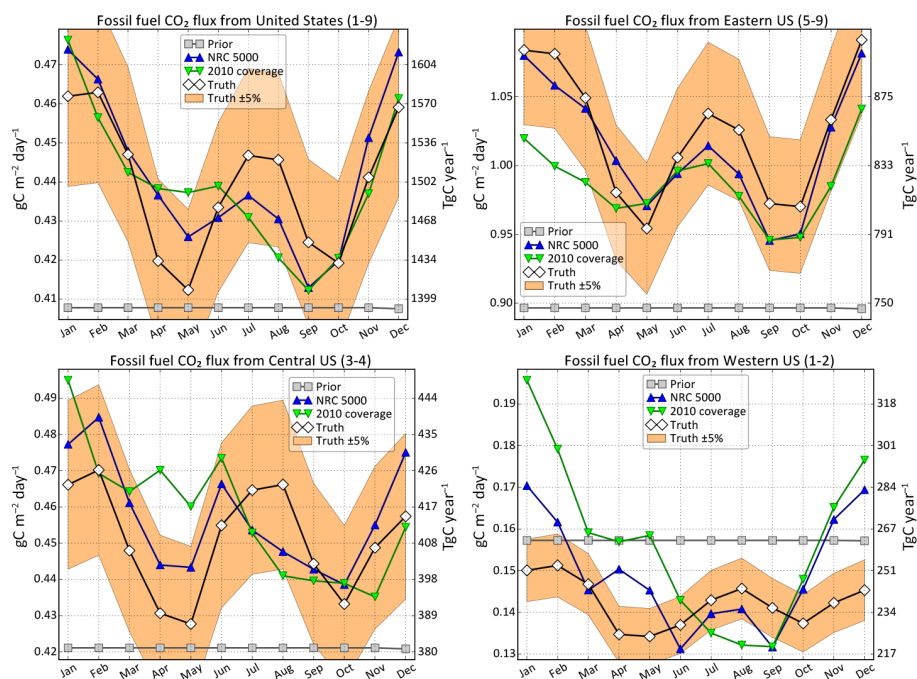 Fossil fuel CO₂ flux from United States (1-9)
gC m⁻² day⁻¹
0.47
0.46
0.45
0.44
0.43
0.42
0.41
Prior
NRC 5000
2010 coverage
Truth
Truth ±5%
1604
1570
1536
1502
1468
1434
1399
TgC year⁻¹
Jan Feb Mar Apr May Jun Jul Aug Sep Oct Nov Dec
Fossil fuel CO₂ flux from Eastern US (5-9)
gC m⁻² day⁻¹
1.05
1.00
0.95
0.90
Prior
NRC 5000
2010 coverage
Truth
Truth ±5%
875
833
791
750
TgC year⁻¹
Jan Feb Mar Apr May Jun Jul Aug Sep Oct Nov Dec
Fossil fuel CO₂ flux from Central US (3-4)
gC m⁻² day⁻¹
0.49
0.48
0.47
0.46
0.45
0.44
0.43
0.42
Prior
NRC 5000
2010 coverage
Truth
Truth ±5%
444
435
426
417
408
398
389
380
TgC year⁻¹
Jan Feb Mar Apr May Jun Jul Aug Sep Oct Nov Dec
Fossil fuel CO₂ flux from Western US (1-2)
gC m⁻² day⁻¹
0.19
0.18
0.17
0.16
0.15
0.14
0.13
Prior
NRC 5000
2010 coverage
Truth
Truth ±5%
318
301
284
267
251
234
217
TgC year⁻¹
Jan Feb Mar Apr May Jun Jul Aug Sep Oct Nov Dec